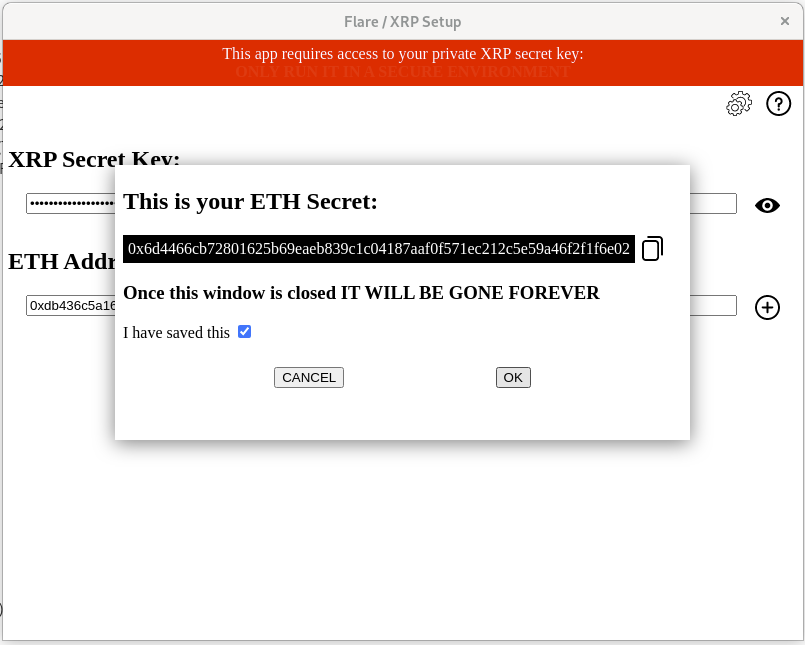 Flare / XRP Setup
This app requires access to your private XRP secret key:
ONLY RUN IT IN A SECURE ENVIRONMENT
XRP Secret Key:
This is your ETH Secret:
0x6d4466cb72801625b69eaeb839c1c04187aaf0f571ec212c5e59a46f2f1f6e02
ETH Addr
Once this window is closed IT WILL BE GONE FOREVER
0xdb436c5a16
I have saved this
CANCEL
OK